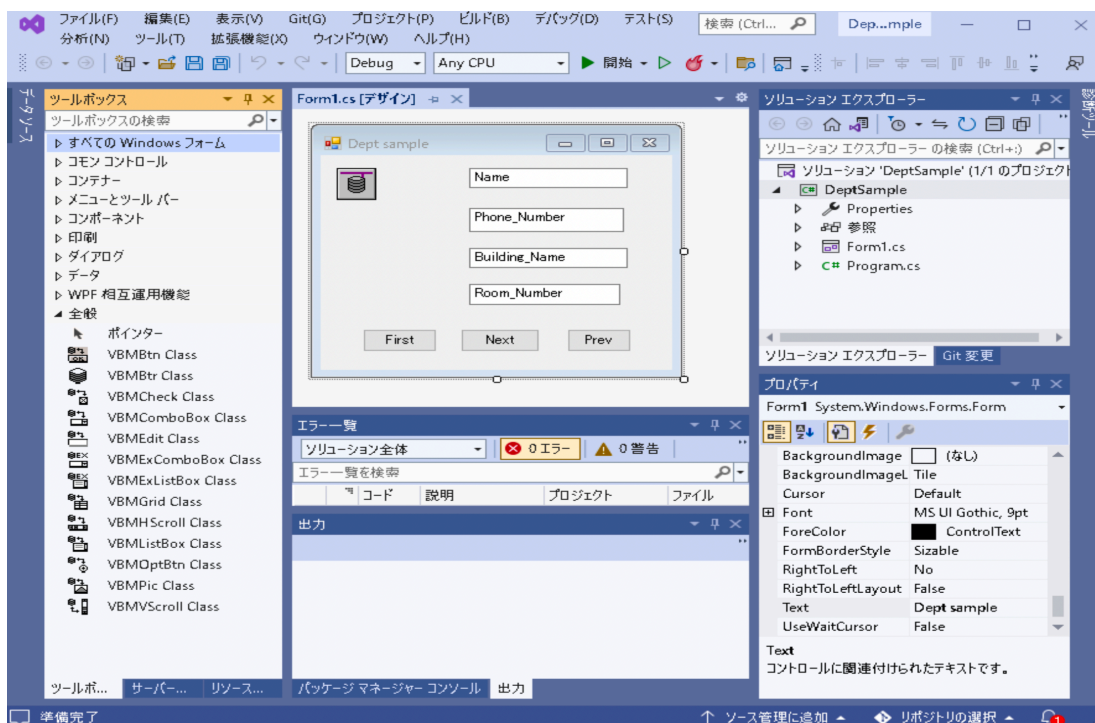 ファイル(F) 編集(E) 表示(V) Git(G) プロジェクト(P) ビルド(B) デバッグ(D) テスト(S) 検索 (Ctrl... Dep...mple
分析(N) ツール(T) 拡張機能(X) ウィンドウ(W) ヘルプ(H)
Debug Any CPU 開始
データソース
ツールボックス
ツールボックスの検索
すべての Windows フォーム
コモン コントロール
コンテナー
メニューとツール バー
コンポーネント
印刷
ダイアログ
データ
WPF 相互運用機能
全般
ポインター
VBMBtn Class
VBMBtr Class
VBMCheck Class
VBMComboBox Class
VBMEdit Class
VBMExComboBox Class
VBMExListBox Class
VBMGrid Class
VBMHScroll Class
VBMListBox Class
VBMOptBtn Class
VBMPic Class
VBMVScroll Class
ツールボ... サーバー... リソース...
Form1.cs [デザイン]
Dept sample
Name
Phone_Number
Building_Name
Room_Number
First Next Prev
エラー一覧
ソリューション全体 0 エラー 0 警告
エラー一覧を検索
コード 説明 プロジェクト ファイル
出力
パッケージ マネージャー コンソール 出力
ソリューション エクスプローラー
ソリューション エクスプローラー の検索 (Ctrl+:)
ソリューション 'DeptSample' (1/1 のプロジェクト
C# DeptSample
Properties
参照
Form1.cs
C# Program.cs
ソリューション エクスプローラー Git 変更
プロパティ
Form1 System.Windows.Forms.Form
BackgroundImage (なし)
BackgroundImageL Tile
Cursor Default
Font MS UI Gothic, 9pt
ForeColor ControlText
FormBorderStyle Sizable
RightToLeft No
RightToLeftLayout False
Text Dept sample
UseWaitCursor False
Text
コントロールに関連付けられたテキストです。
診断ツール
準備完了 ソース管理に追加 リポジトリの選択 1